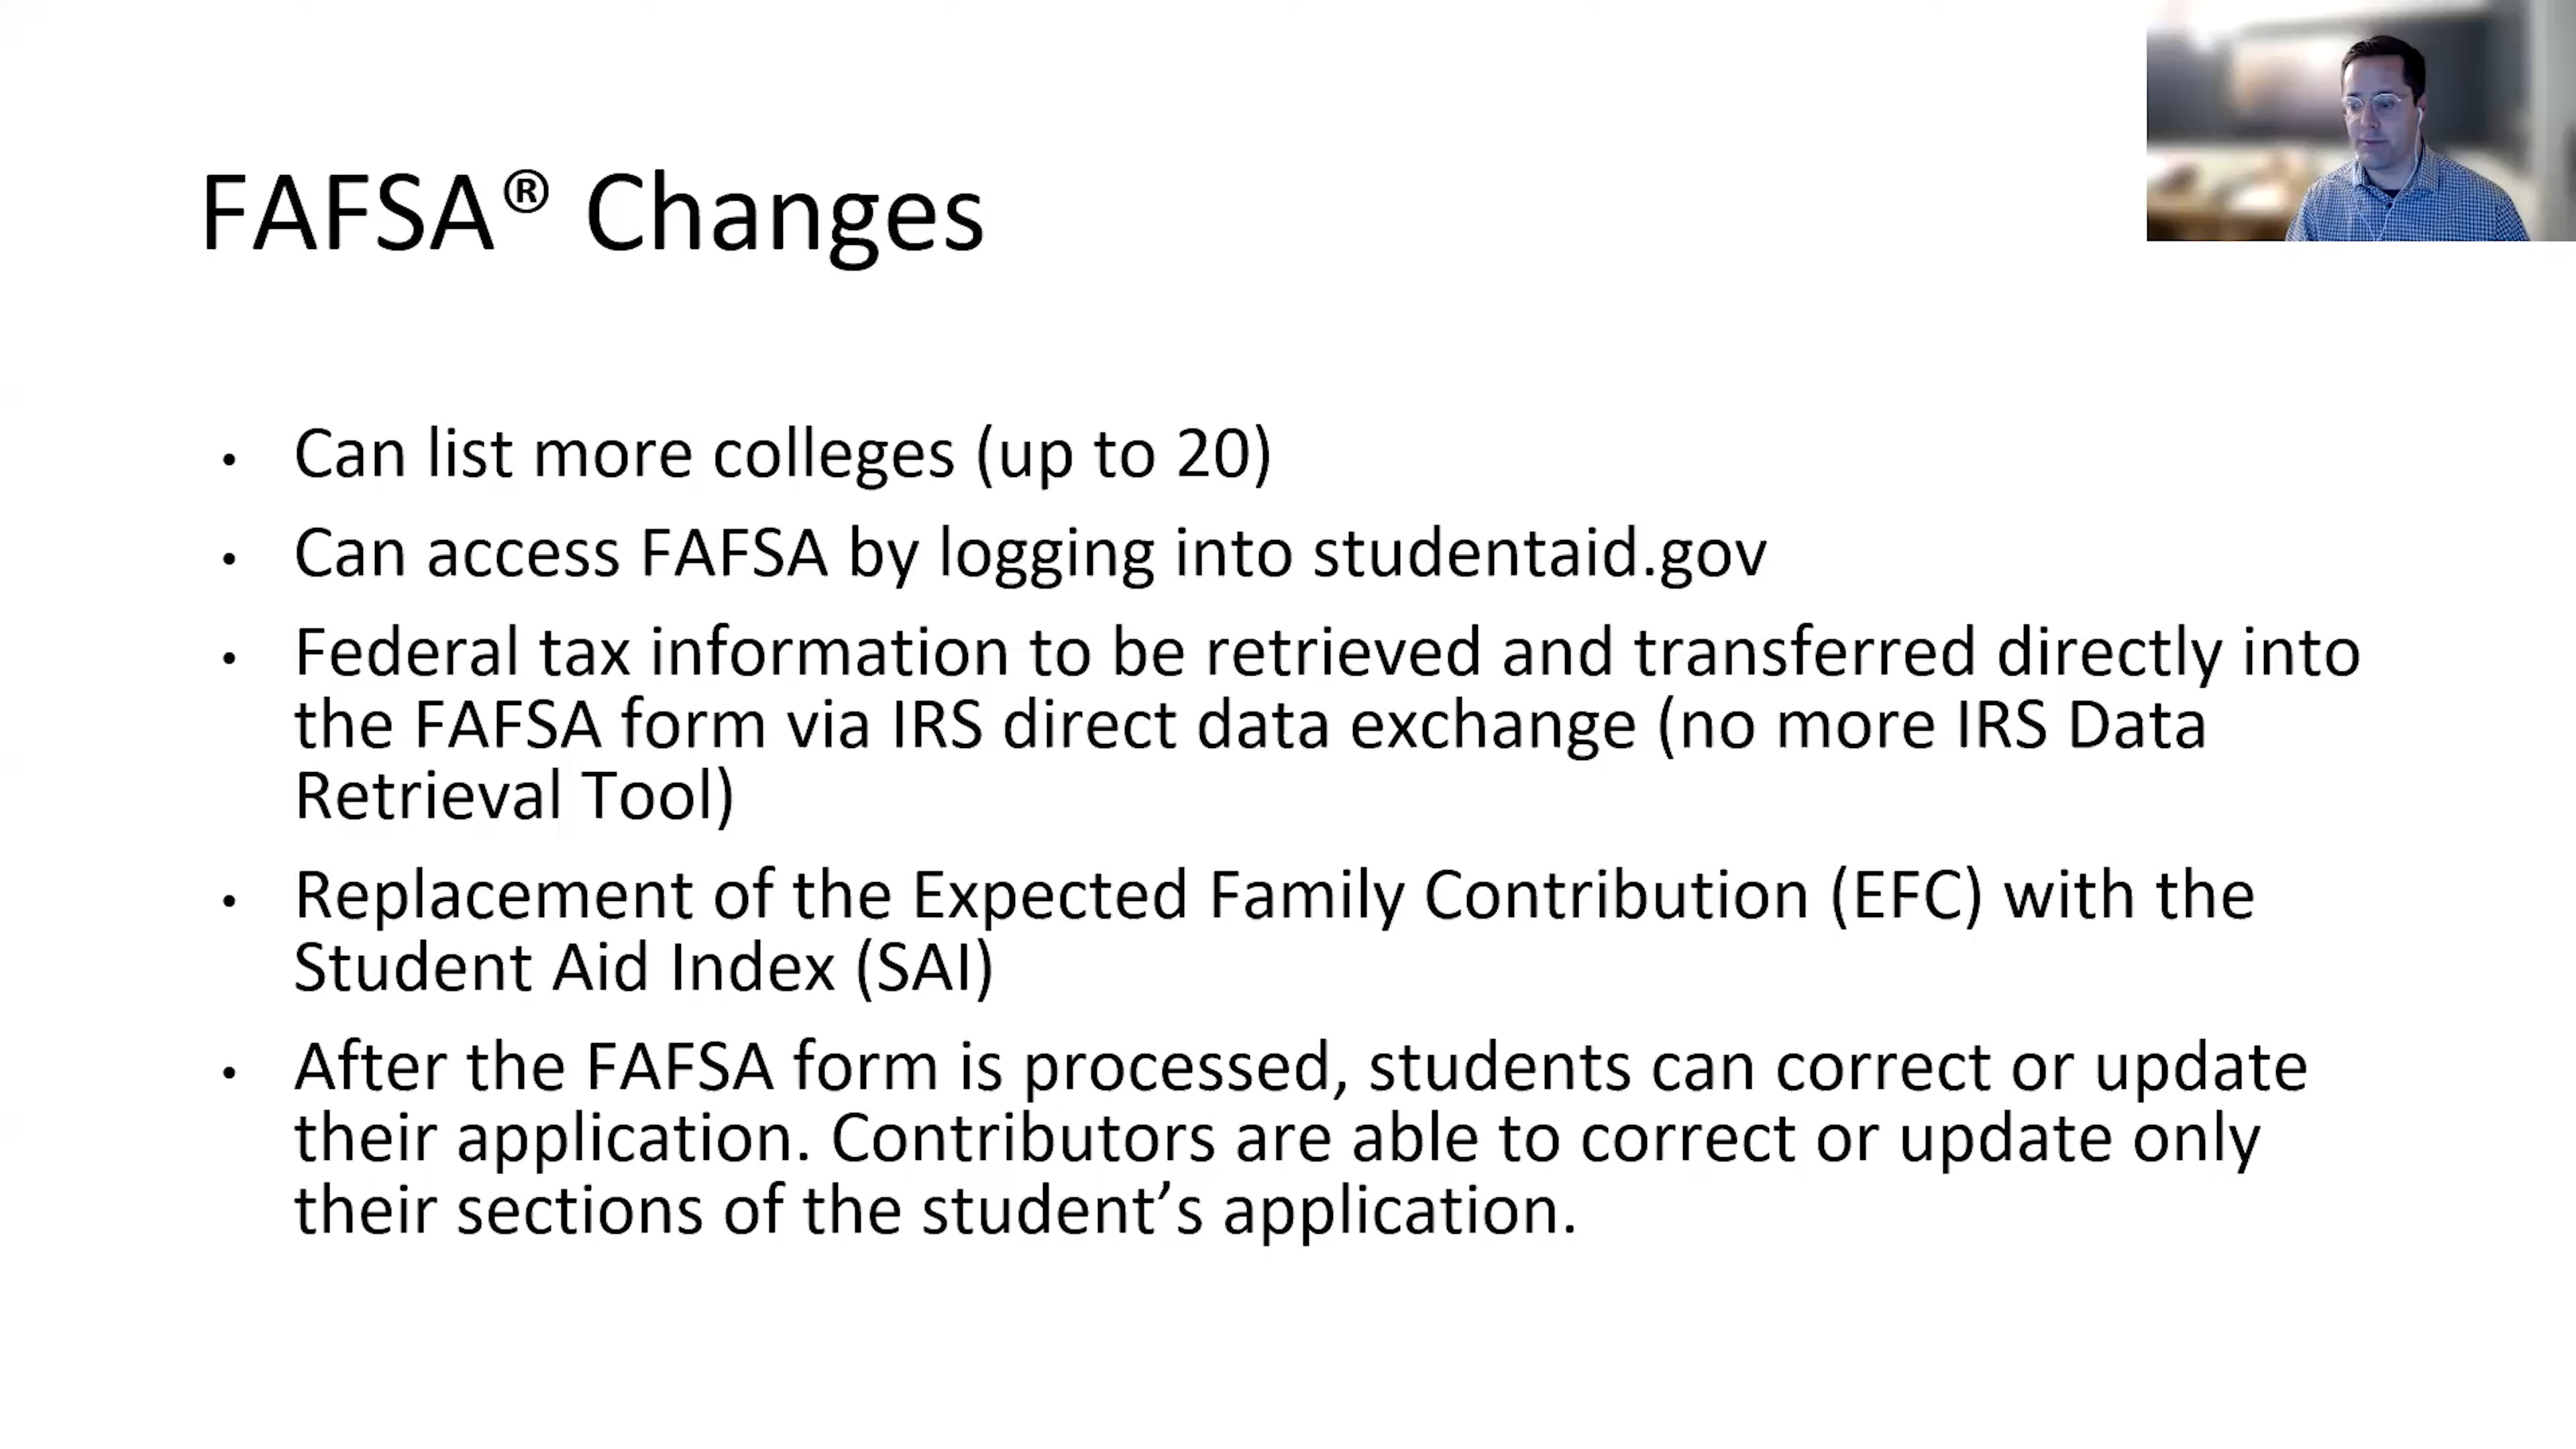 FAFSA® Changes
• Can list more colleges (up to 20)
• Can access FAFSA by logging into studentaid.gov
• Federal tax information to be retrieved and transferred directly into
the FAFSA form via IRS direct data exchange (no more IRS Data
Retrieval Tool)
• Replacement of the Expected Family Contribution (EFC) with the
Student Aid Index (SAI)
• After the FAFSA form is processed, students can correct or update
their application. Contributors are able to correct or update only
their sections of the student’s application.